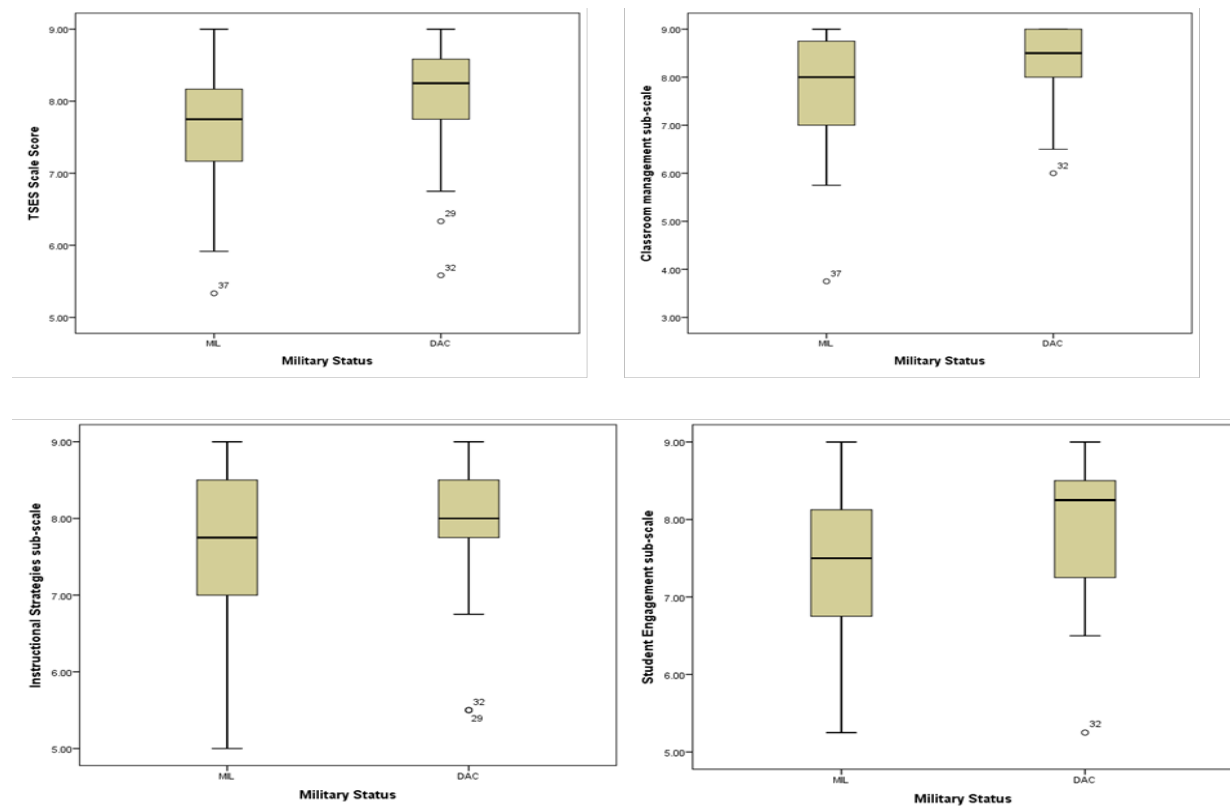 TSES Scale Score
9.00
8.00
7.00
6.00
5.00
29
32
37
MIL
DAC
Military Status
Classroom management sub-scale
9.00
8.00
7.00
6.00
5.00
4.00
3.00
32
37
MIL
DAC
Military Status
Instructional Strategies sub-scale
9.00
8.00
7.00
6.00
5.00
32
29
MIL
DAC
Military Status
Student Engagement sub-scale
9.00
8.00
7.00
6.00
5.00
32
MIL
DAC
Military Status